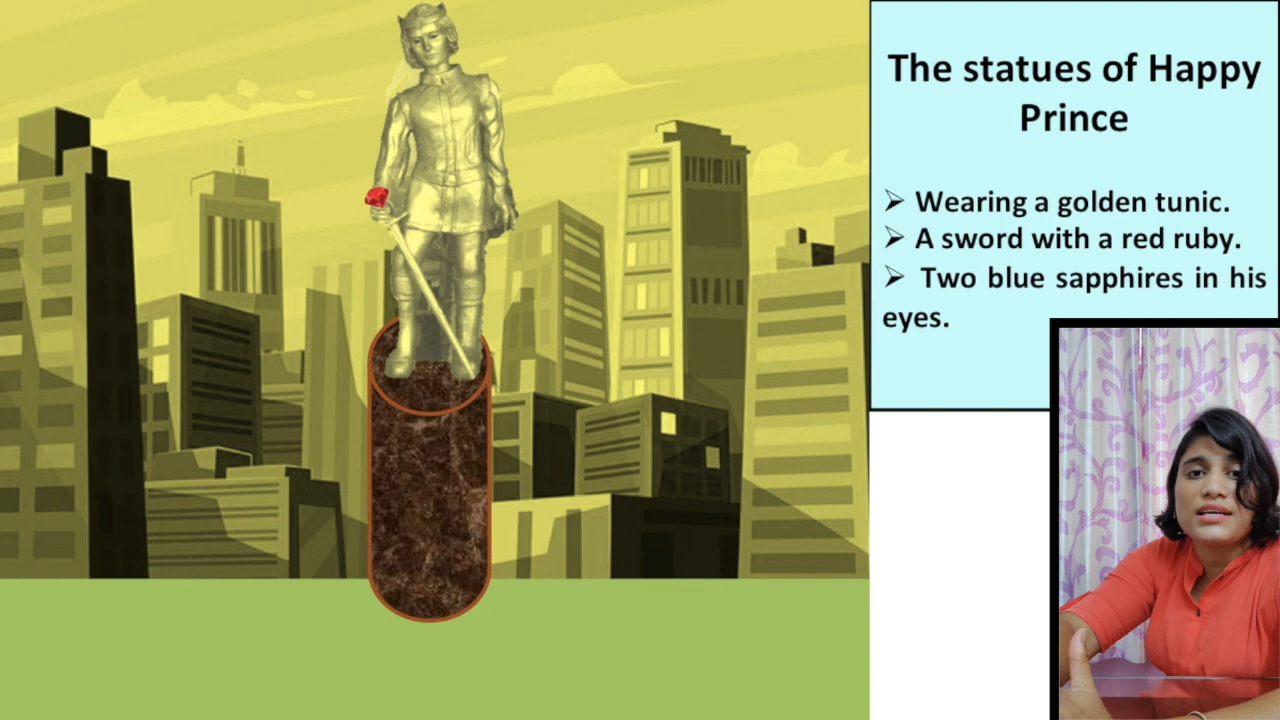 The statues of Happy
Prince
➢ Wearing a golden tunic.
➢ A sword with a red ruby.
➢ Two blue sapphires in his
eyes.